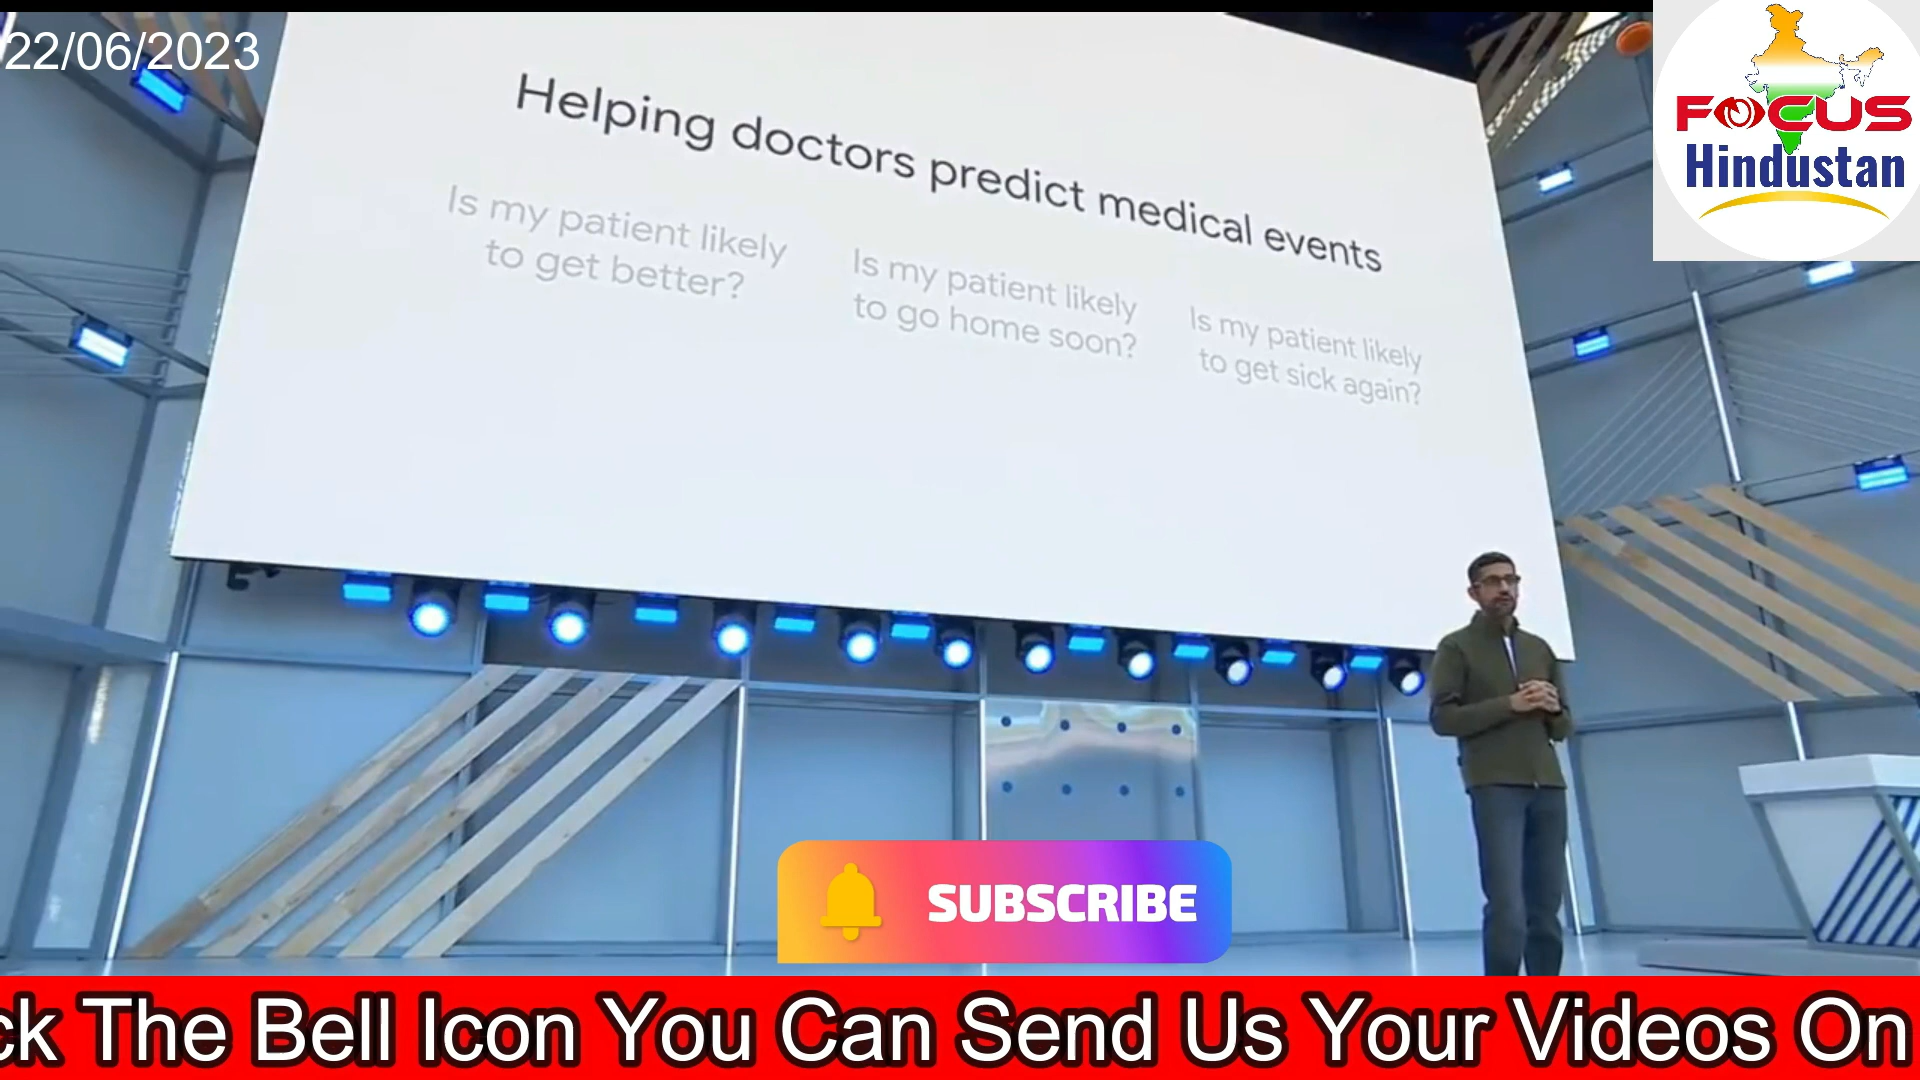 22/06/2023
FOCUS
Hindustan
Helping doctors predict medical events
Is my patient likely
to get better?
Is my patient likely
to go home soon?
Is my patient likely
to get sick again?
SUBSCRIBE
The Bell Icon You Can Send Us Your Videos On